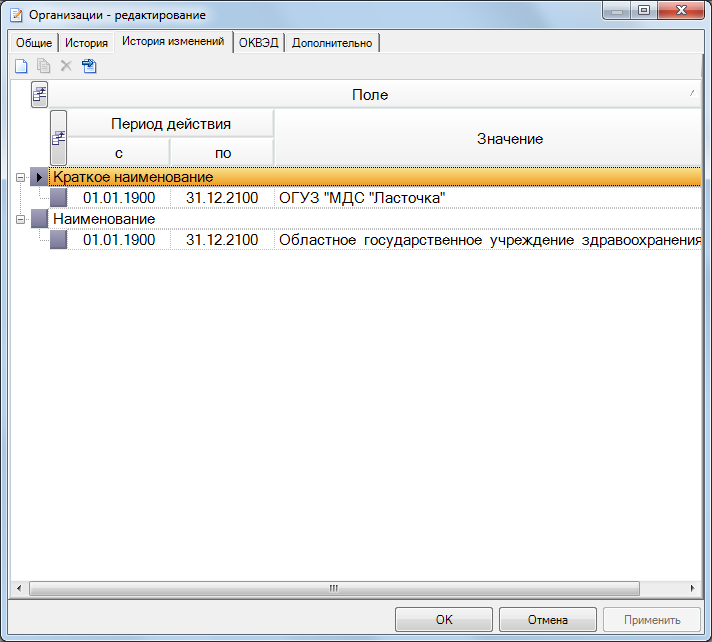 Организации - редактирование
Общие История История изменений ОКВЭД Дополнительно
Поле
Период действия
Значение
с по
Краткое наименование
01.01.1900 31.12.2100 ОГУЗ "МДС "Ласточка"
Наименование
01.01.1900 31.12.2100 Областное государственное учреждение здравоохранения
OK Отмена Применить